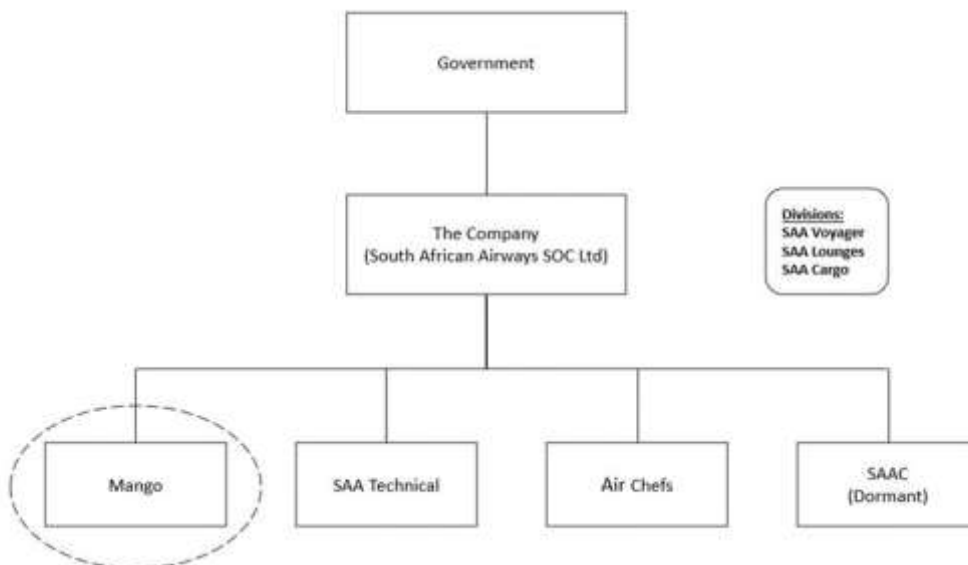 Government
The Company
(South African Airways SOC Ltd)
Divisions:
SAA Voyager
SAA Lounges
SAA Cargo
Mango
SAA Technical
Air Chefs
SAAC
(Dormant)